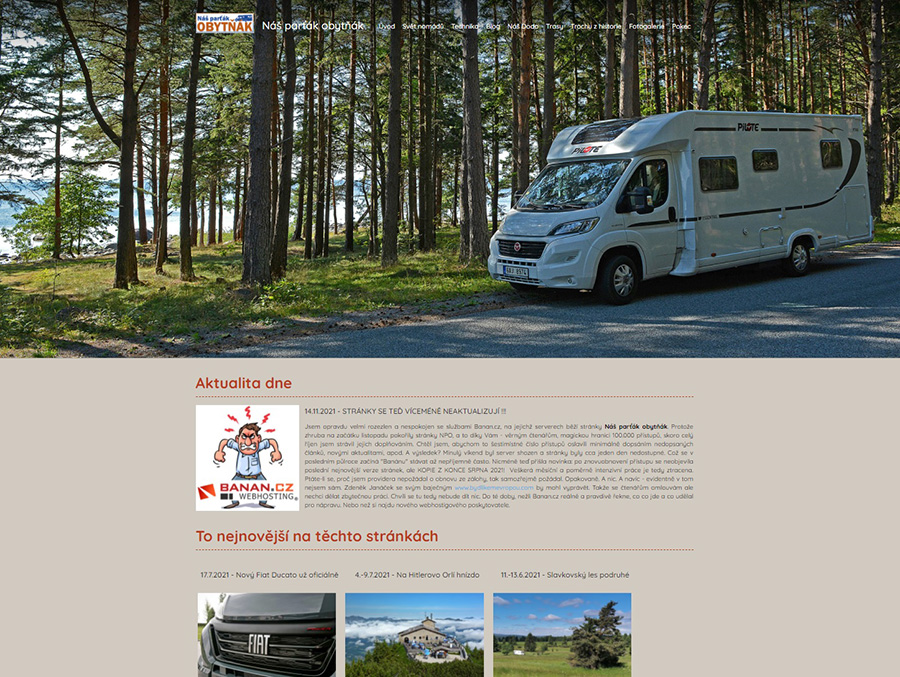 Náš parťák
OBYTŇÁK
Náš parťák obytňák Úvod Svět nomádů Technika Blog Náš Dodo Trasy Trochu z historie Fotogalerie Pokec
PILOTE
PILOTE
Aktualita dne
14.11.2021 - STRÁNKY SE TEĎ VÍCEMÉNĚ NEAKTUALIZUJÍ !!!
Jsem opravdu velmi rozezlen a nespokojen se službami Banan.cz, na jejichž serverech běží stránky Náš parťák obytňák. Protože
zhruba na začátku listopadu pokořily stránky NPO, a to díky Vám - věrným čtenářům, magickou hranici 100.000 přístupů, skoro celý
říjen jsem strávil jejich doplňováním. Chtěl jsem, abychom to šestimístné číslo přístupů oslavili minimálně dopsáním nedopsaných
článků, novými aktualitami, apod. A výsledek? Minulý víkend byl server shozen a stránky byly cca jeden den nedostupné. Což se v
posledním půlroce začíná "Banánu" stávat až nepříjemně často. Nicméně teď přišla novinka: po znovuobnovení přístupu se neobjevila
poslední nejnovější verze stránek, ale KOPIE Z KONCE SRPNA 2021! Veškerá měsíční a poměrně intenzivní práce je tedy ztracena.
Ptáte-li se, proč jsem providera nepožádal o obnovu ze zálohy, tak samozřejmě požádal. Opakovaně. A nic. A navíc - evidentně v tom
nejsem sám. Zdeněk Janáček se svým báječným www.bydlikemevropou.com by mohl vyprávět. Takže se čtenářům omlouvám ale
nechci dělat zbytečnou práci. Chvíli se tu tedy nebude dít nic. Do té doby, nežli Banan.cz reálně a pravdivě řekne, co co jde a co udělal
pro nápravu. Nebo než si najdu nového webhostigového poskytovatele.
BANAN.CZ
WEBHOSTING
To nejnovější na těchto stránkách
17.7.2021 - Nový Fiat Ducato už oficiálně 4.-9.7.2021 - Na Hitlerovo Orlí hnízdo 11.-13.6.2021 - Slavkovský les podruhé
FIAT